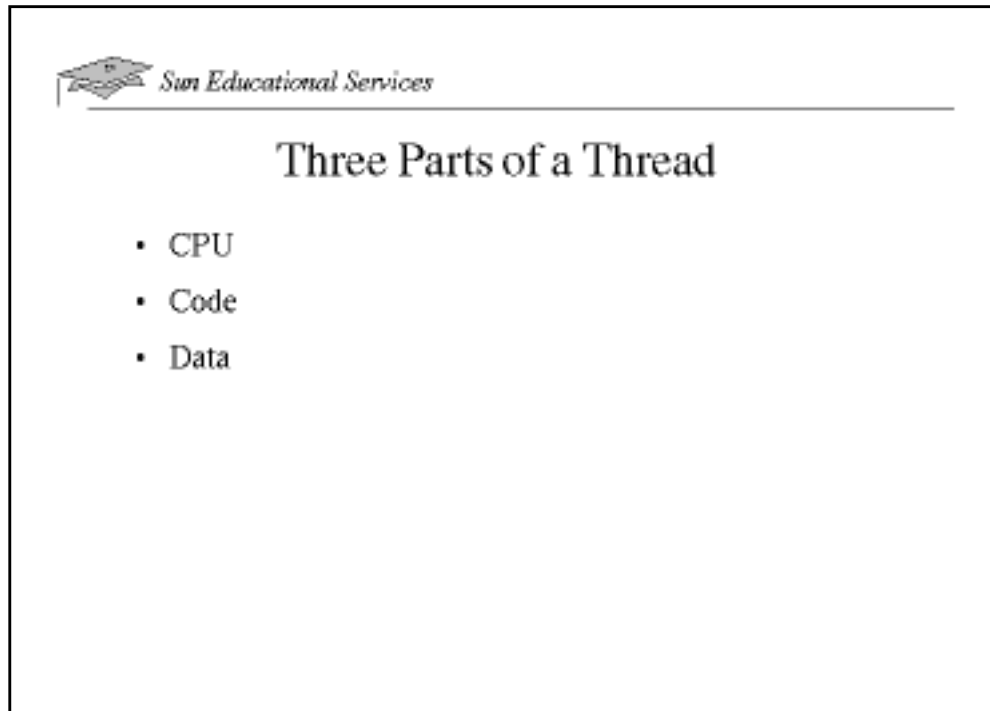 Sun Educational Services
Three Parts of a Thread
• CPU
• Code
• Data